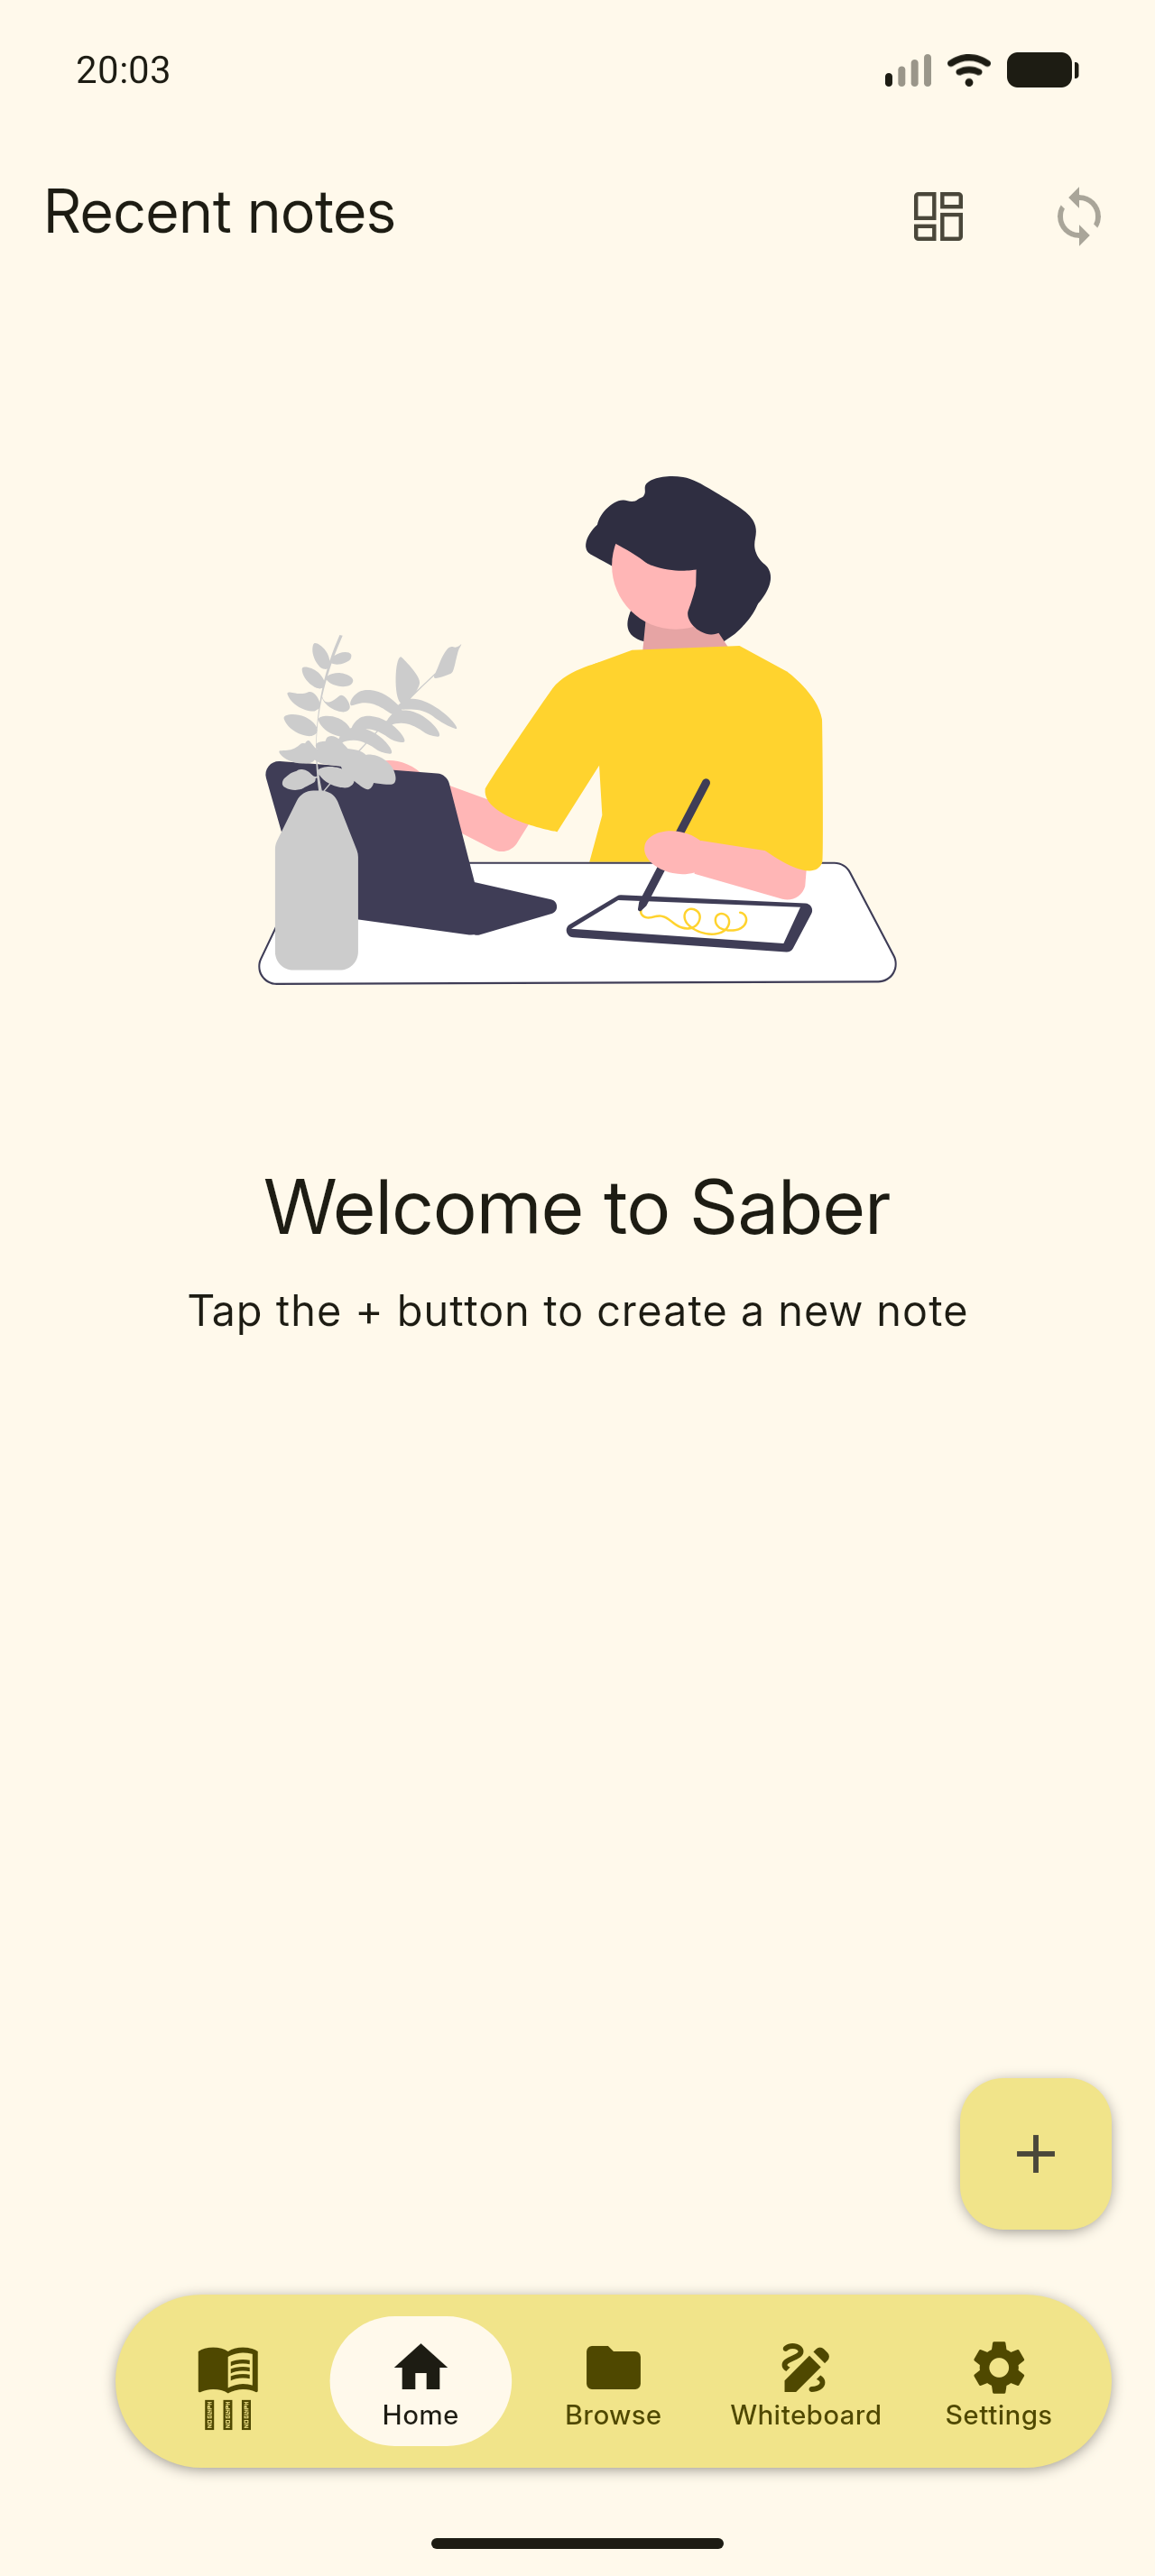 20:03
Recent notes
Welcome to Saber
Tap the + button to create a new note
Home
Browse
Whiteboard
Settings